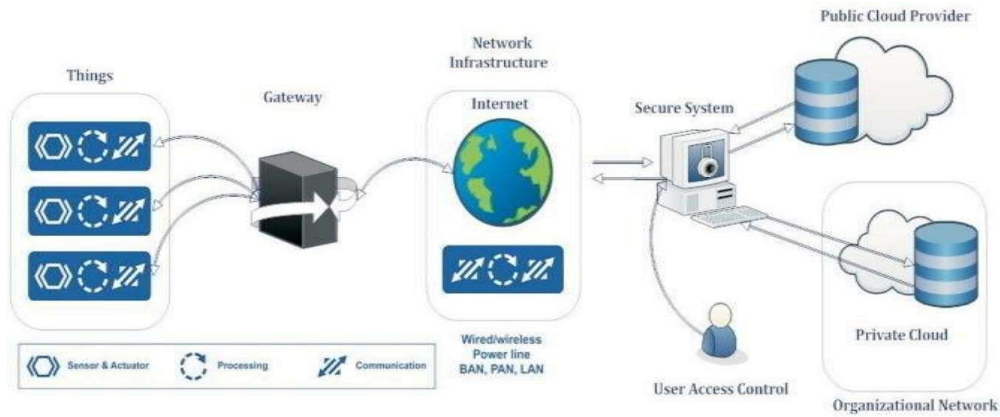 Public Cloud Provider
Network
Infrastructure
Things
Gateway
Internet
Secure System
Private Cloud
Wired/wireless
Power line
BAN, PAN, LAN
Sensor & Actuator
Processing
Communication
User Access Control
Organizational Network